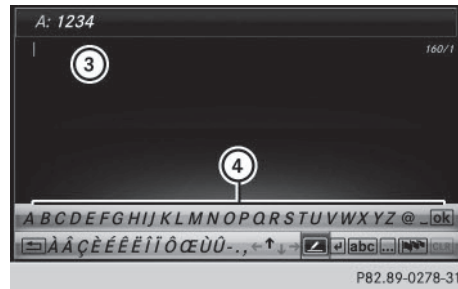 A: 1234
160/1
3
4
A B C D E F G H I J K L M N O P Q R S T U V W X Y Z @ _ ok
À Â Ç È É Ê Ë Î Ï Ô Œ Ù Û - . , ← ↑ ↓ → ↵ abc ...
P82.89-0278-31